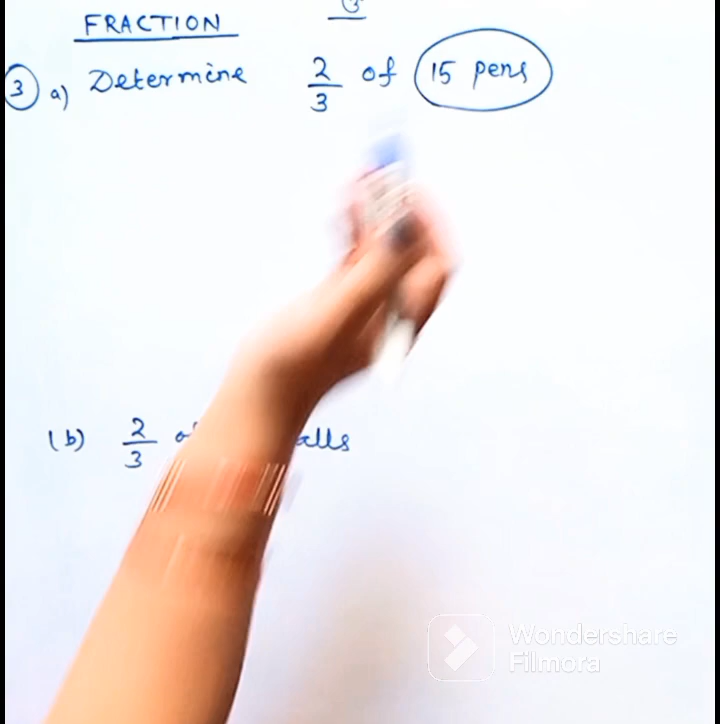 FRACTION
3 a) Determine 2/3 of 15 pens
(b) 2/3
Wondershare
Filmora